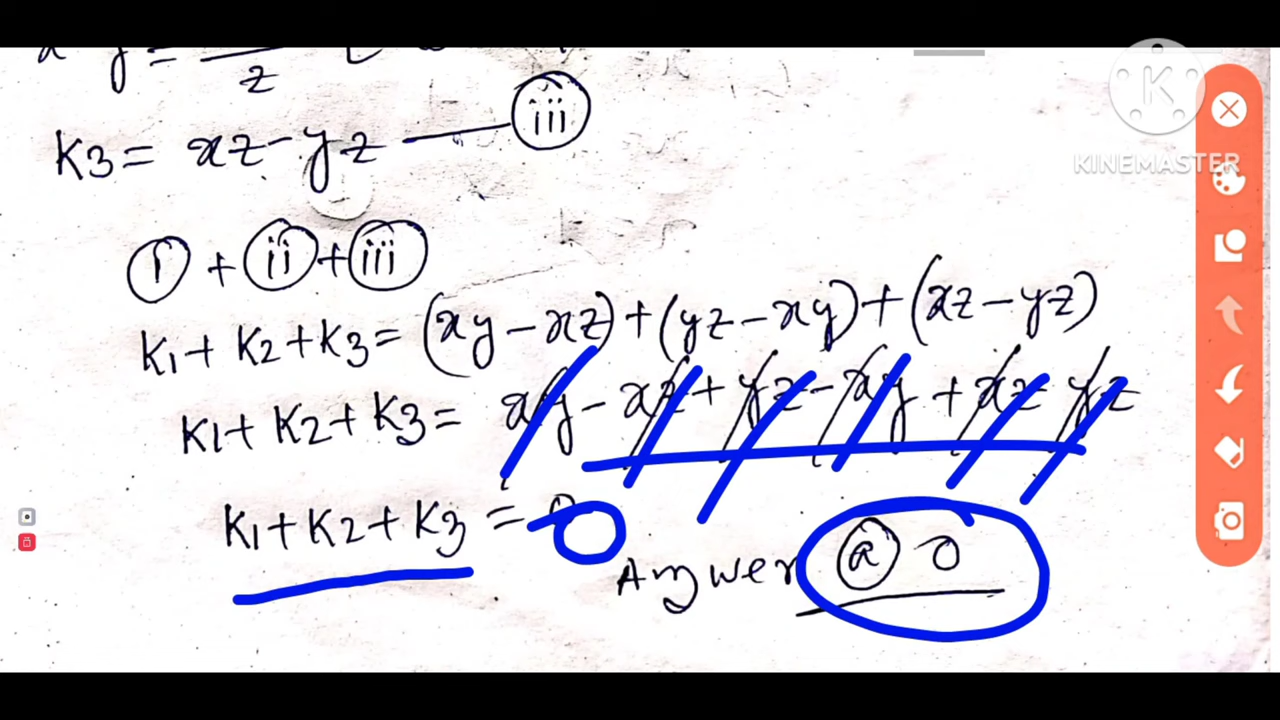 z
K3 = xz - yz — iii
i + ii + iii
K1 + K2 + K3 = (xy - xz) + (yz - xy) + (xz - yz)
K1 + K2 + K3 = xy - xz + yz - xy + xz - yz
K1 + K2 + K3 = 0
Answer a 0
K
KINEMASTER